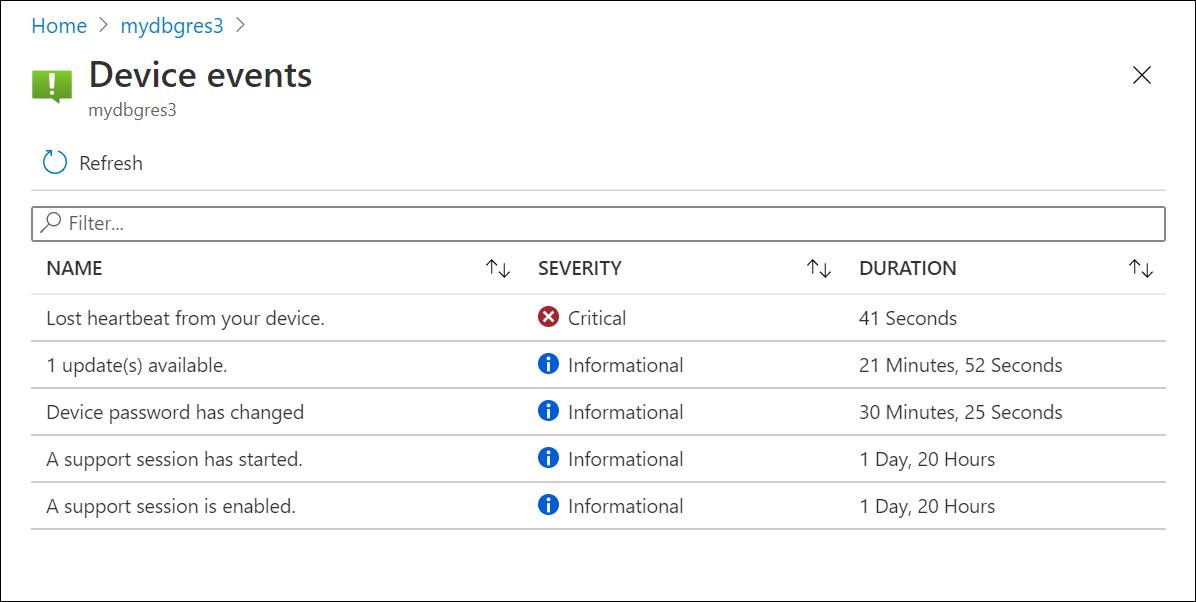 Home > mydbgres3 >
Device events
mydbgres3
Refresh
Filter...
NAME SEVERITY DURATION
Lost heartbeat from your device. Critical 41 Seconds
1 update(s) available. Informational 21 Minutes, 52 Seconds
Device password has changed Informational 30 Minutes, 25 Seconds
A support session has started. Informational 1 Day, 20 Hours
A support session is enabled. Informational 1 Day, 20 Hours